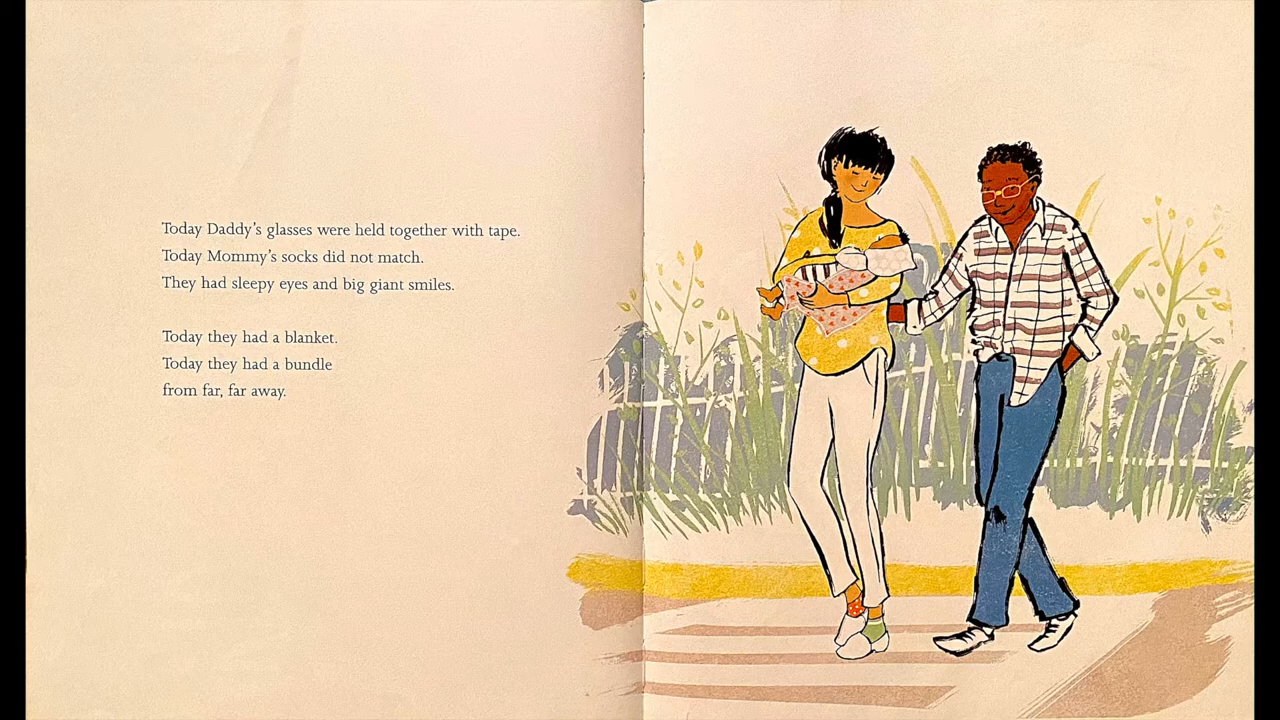 Today Daddy’s glasses were held together with tape.
Today Mommy’s socks did not match.
They had sleepy eyes and big giant smiles.
Today they had a blanket.
Today they had a bundle
from far, far away.